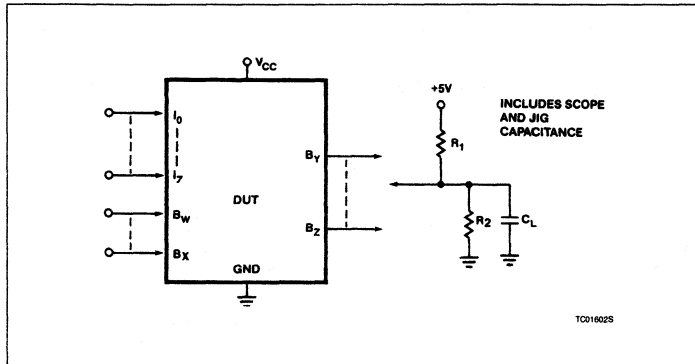 VCC
+5V
INCLUDES SCOPE
AND JIG
CAPACITANCE
I0
R1
BY
I7
DUT
BW
R2
CL
BZ
BX
GND
TC01602S